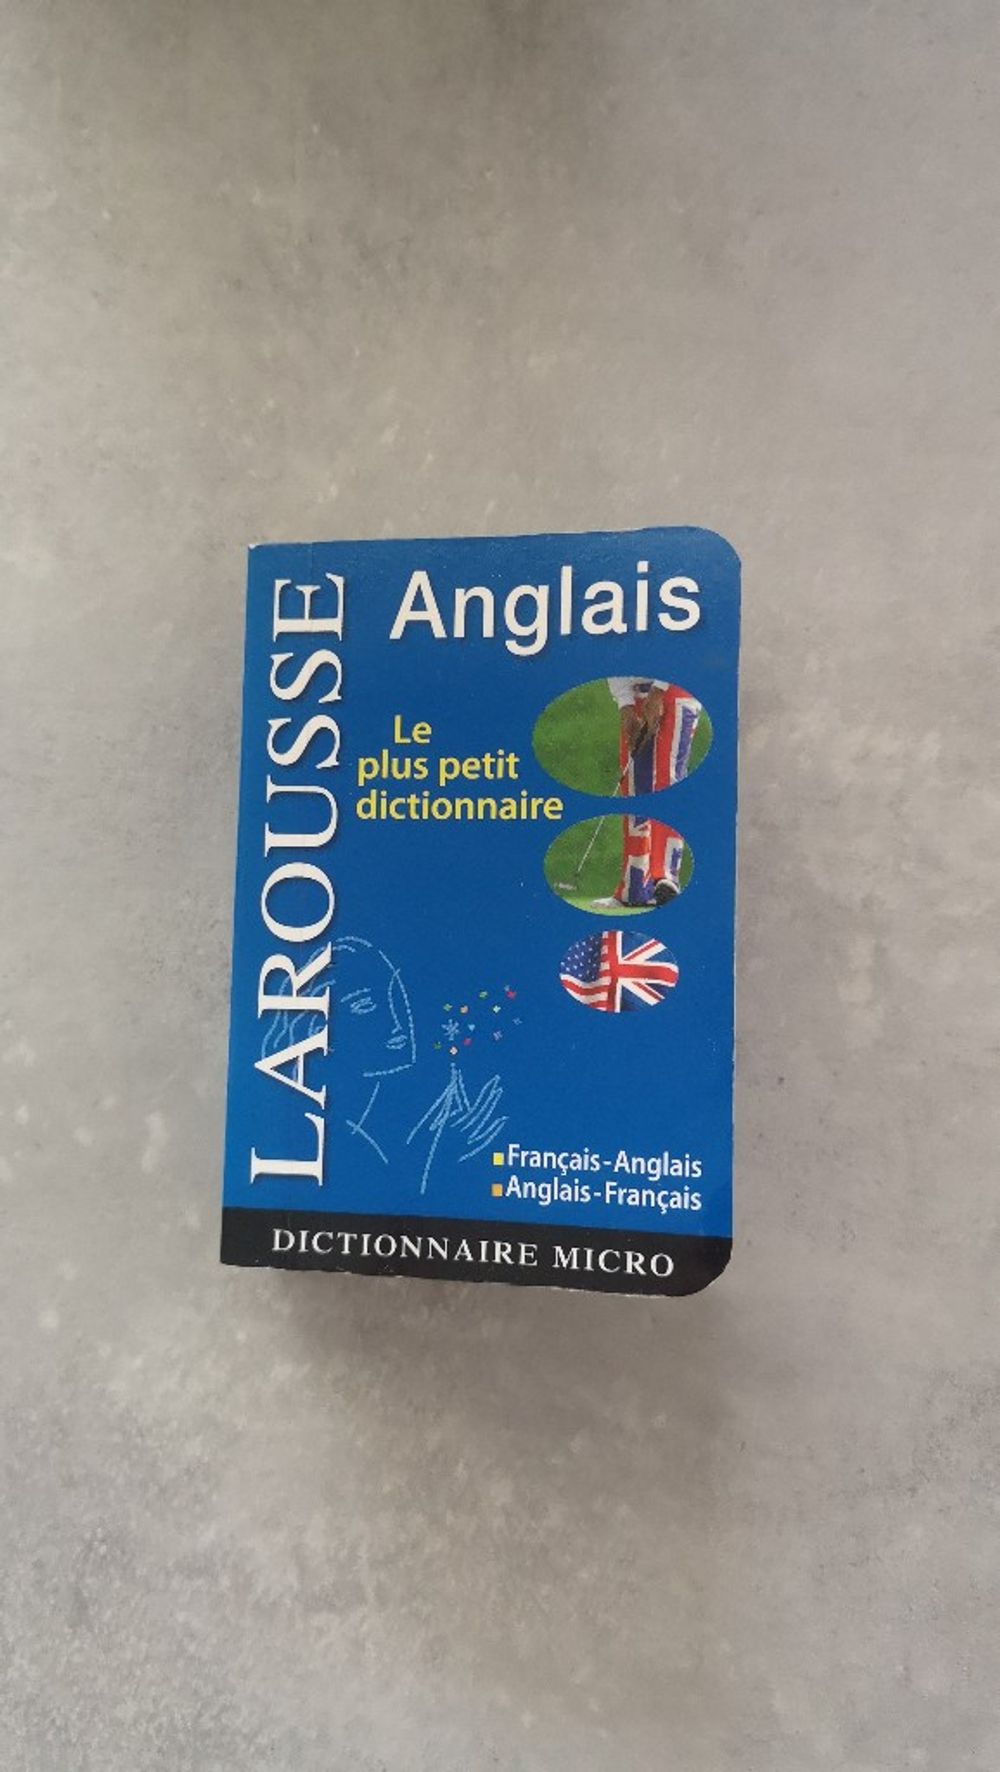 LAROUSSE
Anglais
Le
plus petit
dictionnaire
Français-Anglais
Anglais-Français
DICTIONNAIRE MICRO